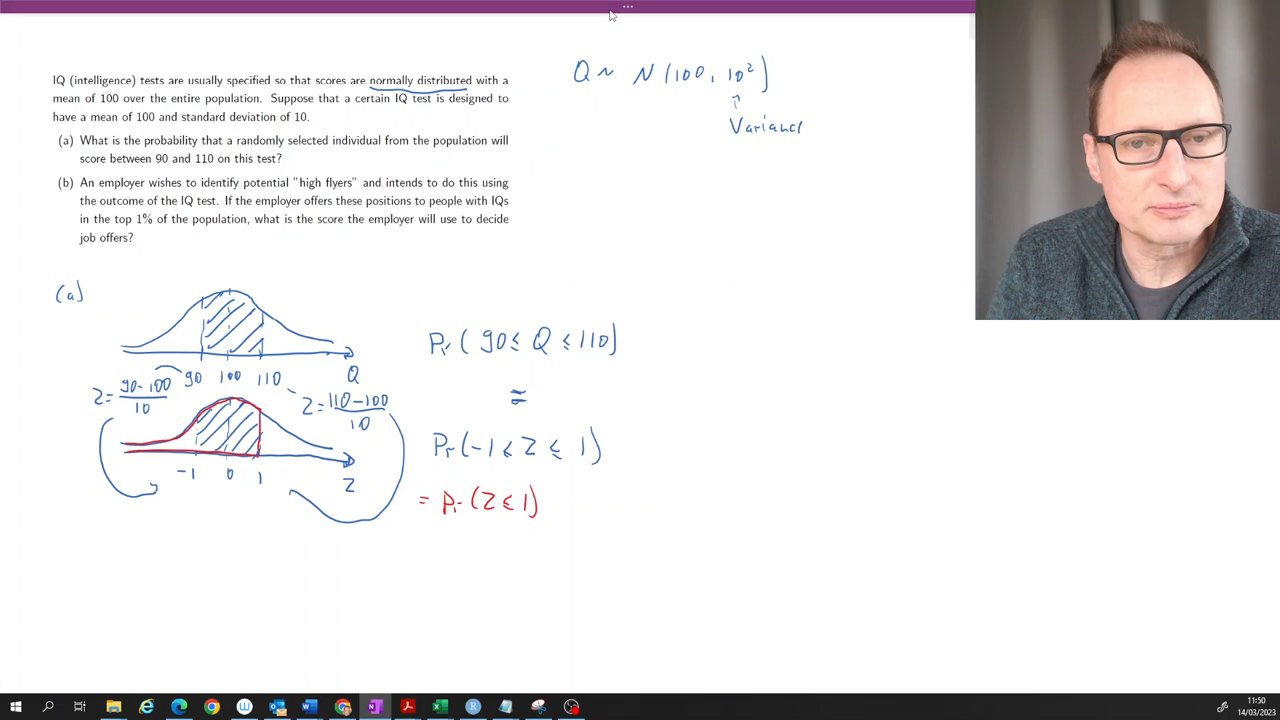 IQ (intelligence) tests are usually specified so that scores are normally distributed with a
mean of 100 over the entire population. Suppose that a certain IQ test is designed to
have a mean of 100 and standard deviation of 10.
(a) What is the probability that a randomly selected individual from the population will
score between 90 and 110 on this test?
(b) An employer wishes to identify potential "high flyers" and intends to do this using
the outcome of the IQ test. If the employer offers these positions to people with IQs
in the top 1% of the population, what is the score the employer will use to decide
job offers?
Q ~ N(100, 10²)
↑
Variance
(a)
90 100 110 Q
Z = 90-100/10
Z = 110-100/10
-1 0 1 Z
Pr( 90 ≤ Q ≤ 110)
=
Pr(-1 ≤ Z ≤ 1)
= Pr(Z ≤ 1)
11:50
14/03/2023